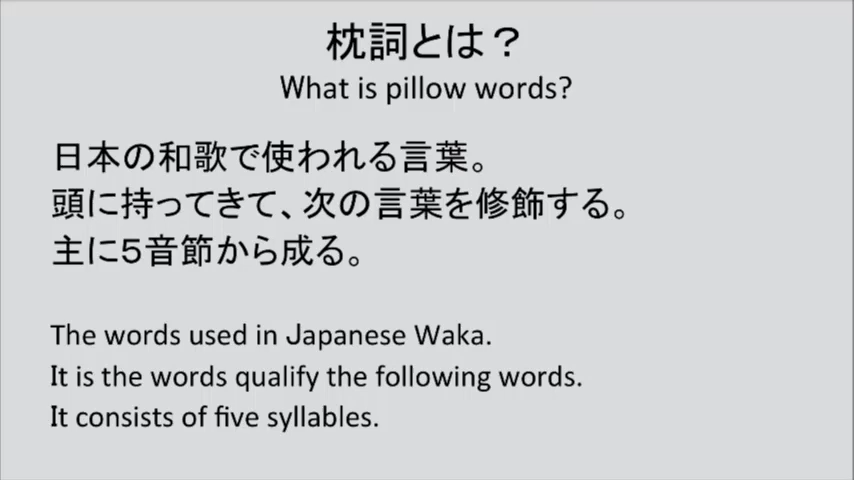 枕詞とは？
What is pillow words?
日本の和歌で使われる言葉。
頭に持ってきて、次の言葉を修飾する。
主に５音節から成る。
The words used in Japanese Waka.
It is the words qualify the following words.
It consists of five syllables.